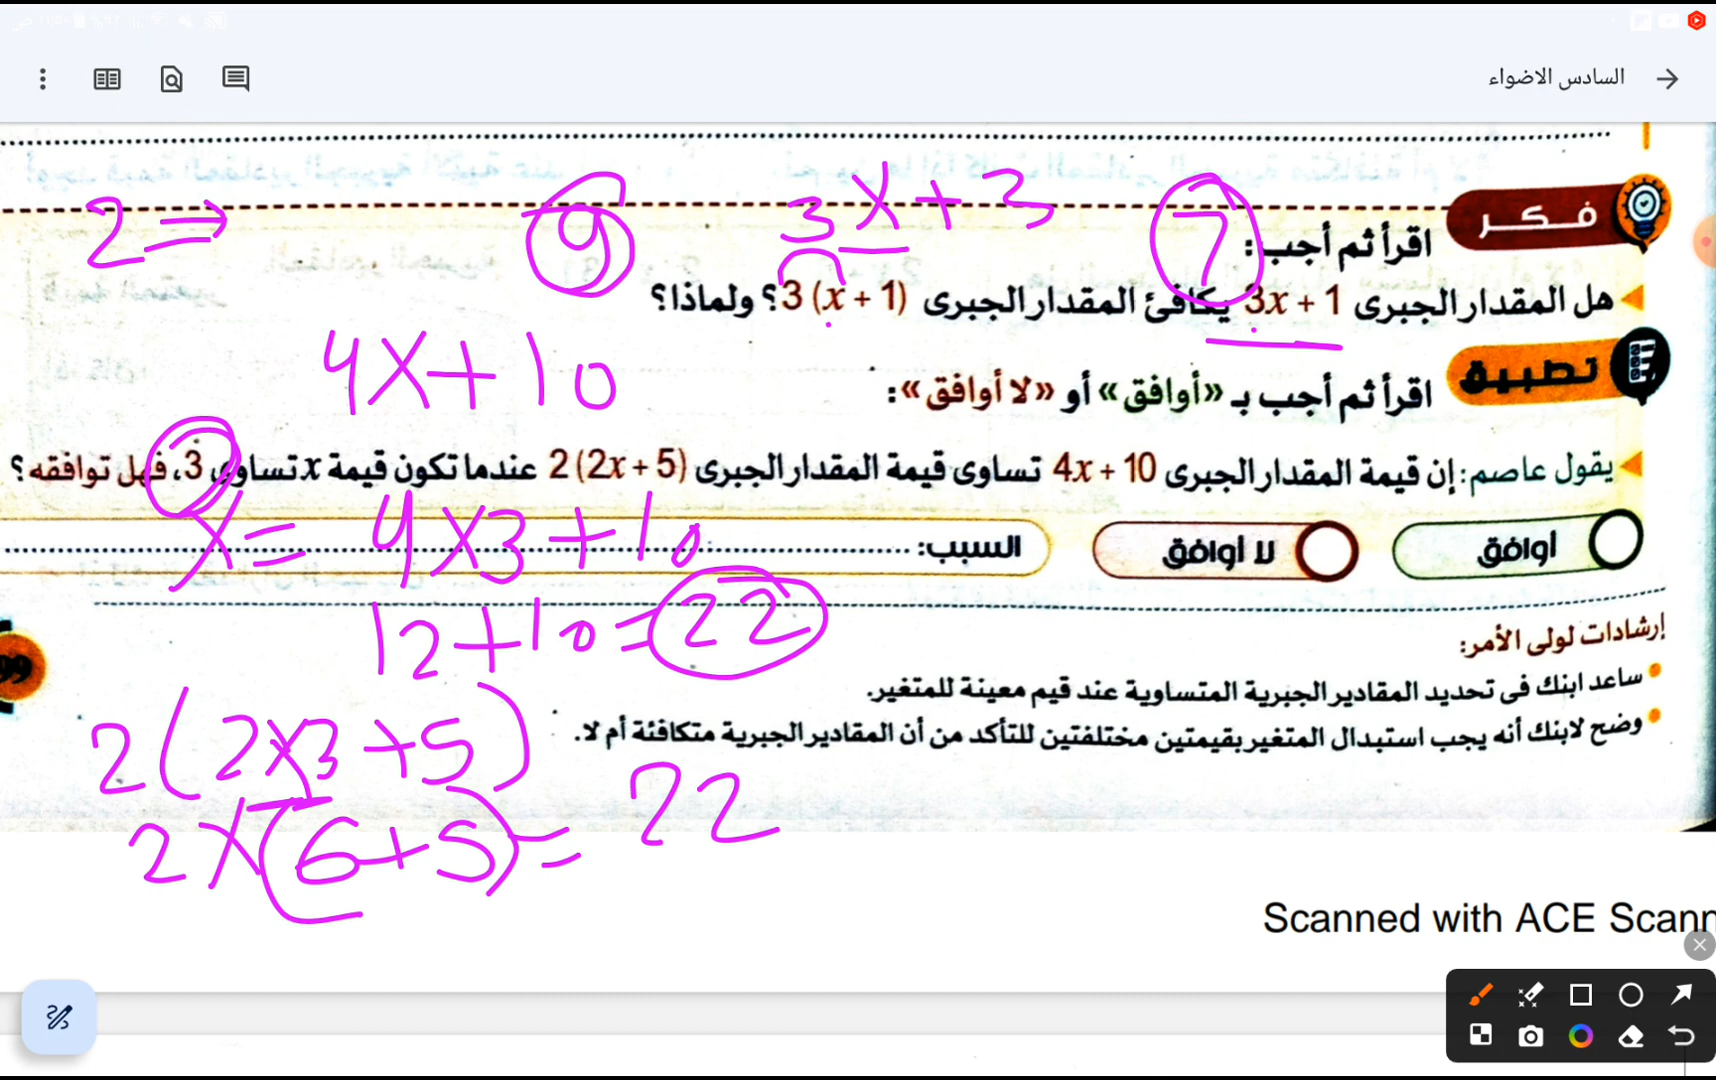 السادس الاضواء
فكر
اقرأ ثم أجب:
هل المقدار الجبرى 3x + 1 يكافئ المقدار الجبرى 3 (x + 1)؟ ولماذا؟
2 ⇒
9
3x + 3
7
4x + 10
تطبيق
اقرأ ثم أجب بـ «أوافق» أو «لا أوافق»:
يقول عاصم: إن قيمة المقدار الجبرى 4x + 10 تساوى قيمة المقدار الجبرى 2 (2x + 5) عندما تكون قيمة x تساوى 3، فهل توافقه؟
أوافق
لا أوافق
السبب:
x = 4x3+10
12+10=22
2(2x3+5)
2x(6+5)=22
إرشادات لولى الأمر:
ساعد ابنك فى تحديد المقادير الجبرية المتساوية عند قيم معينة للمتغير.
وضح لابنك أنه يجب استبدال المتغير بقيمتين مختلفتين للتأكد من أن المقادير الجبرية متكافئة أم لا.
99
Scanned with ACE Scann